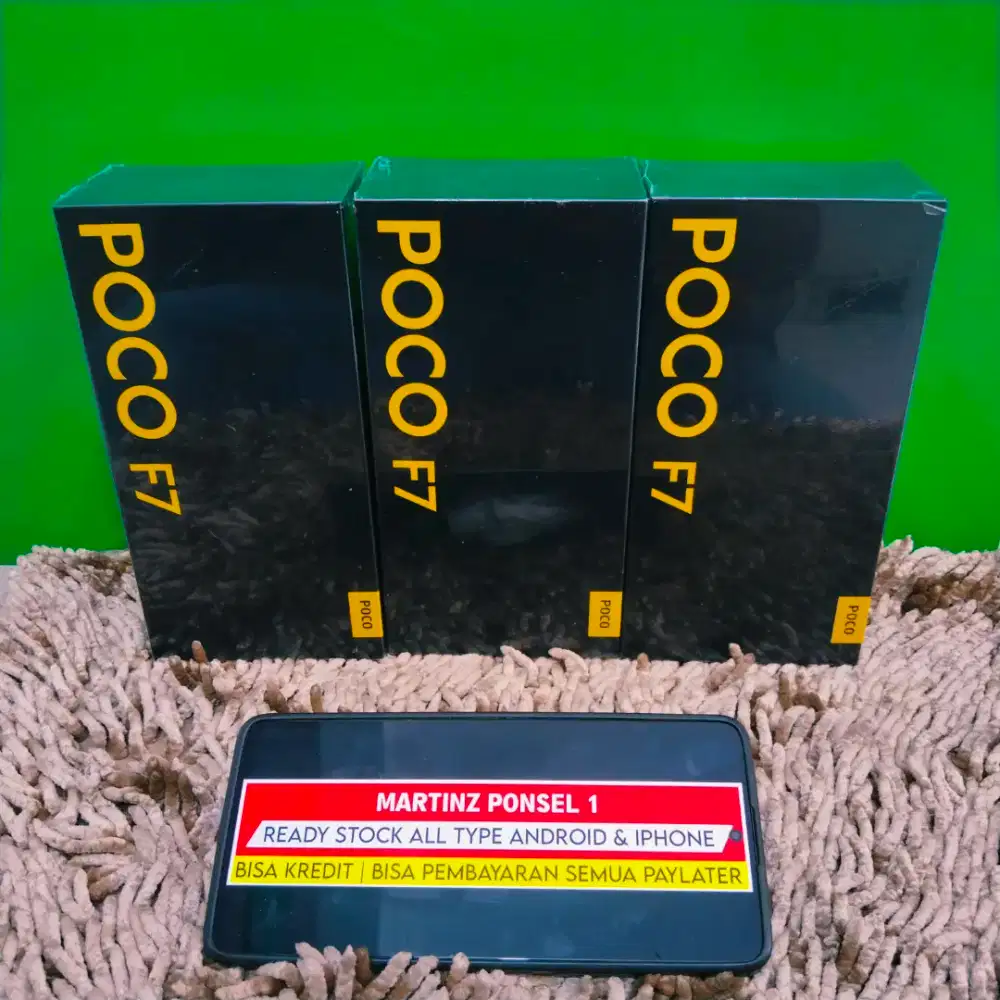 POCO F7
POCO F7
POCO F7
POCO
POCO
POCO
MARTINZ PONSEL 1
READY STOCK ALL TYPE ANDROID & IPHONE
BISA KREDIT | BISA PEMBAYARAN SEMUA PAYLATER